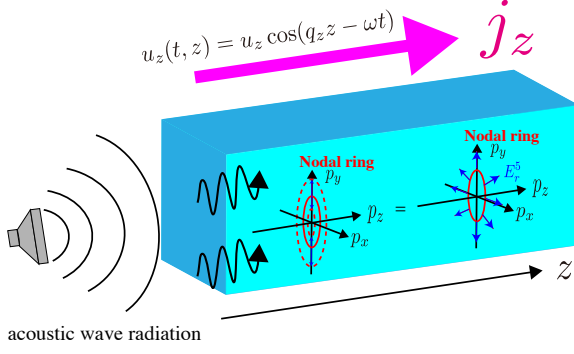 u_z(t, z) = u_z cos(q_z z − ωt)
j_z
Nodal ring
p_y
p_z
p_x
=
Nodal ring
p_y
E_r^5
p_z
p_x
z
acoustic wave radiation